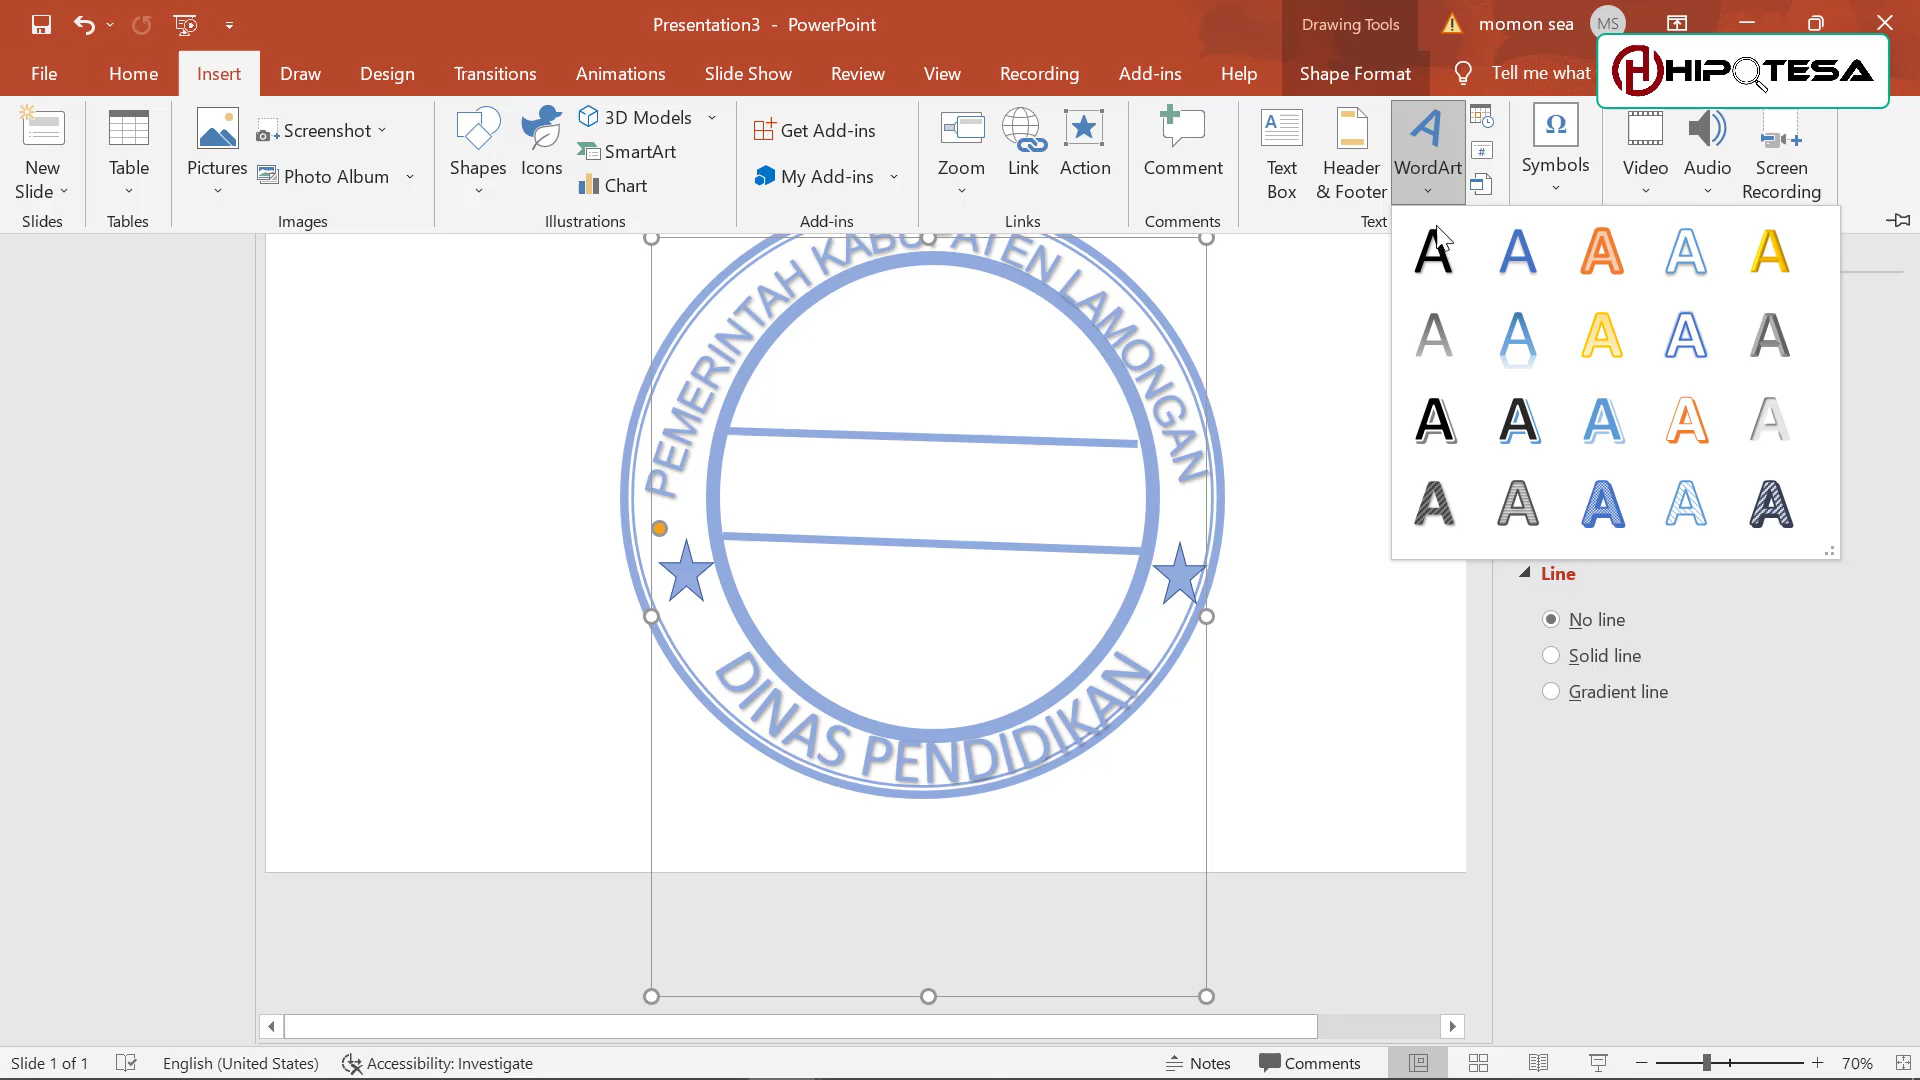 Presentation3 - PowerPoint
Drawing Tools
momon sea
MS
File
Home
Insert
Draw
Design
Transitions
Animations
Slide Show
Review
View
Recording
Add-ins
Help
Shape Format
Tell me what
HIPOTESA
New
Slide
Table
Pictures
Screenshot
Photo Album
Shapes
Icons
3D Models
SmartArt
Chart
Get Add-ins
My Add-ins
Zoom
Link
Action
Comment
Text
Box
Header
& Footer
WordArt
Symbols
Video
Audio
Screen
Recording
Slides
Tables
Images
Illustrations
Add-ins
Links
Comments
Text
PEMERINTAH KABUPATEN LAMONGAN
DINAS PENDIDIKAN
Line
No line
Solid line
Gradient line
Slide 1 of 1
English (United States)
Accessibility: Investigate
Notes
Comments
70%